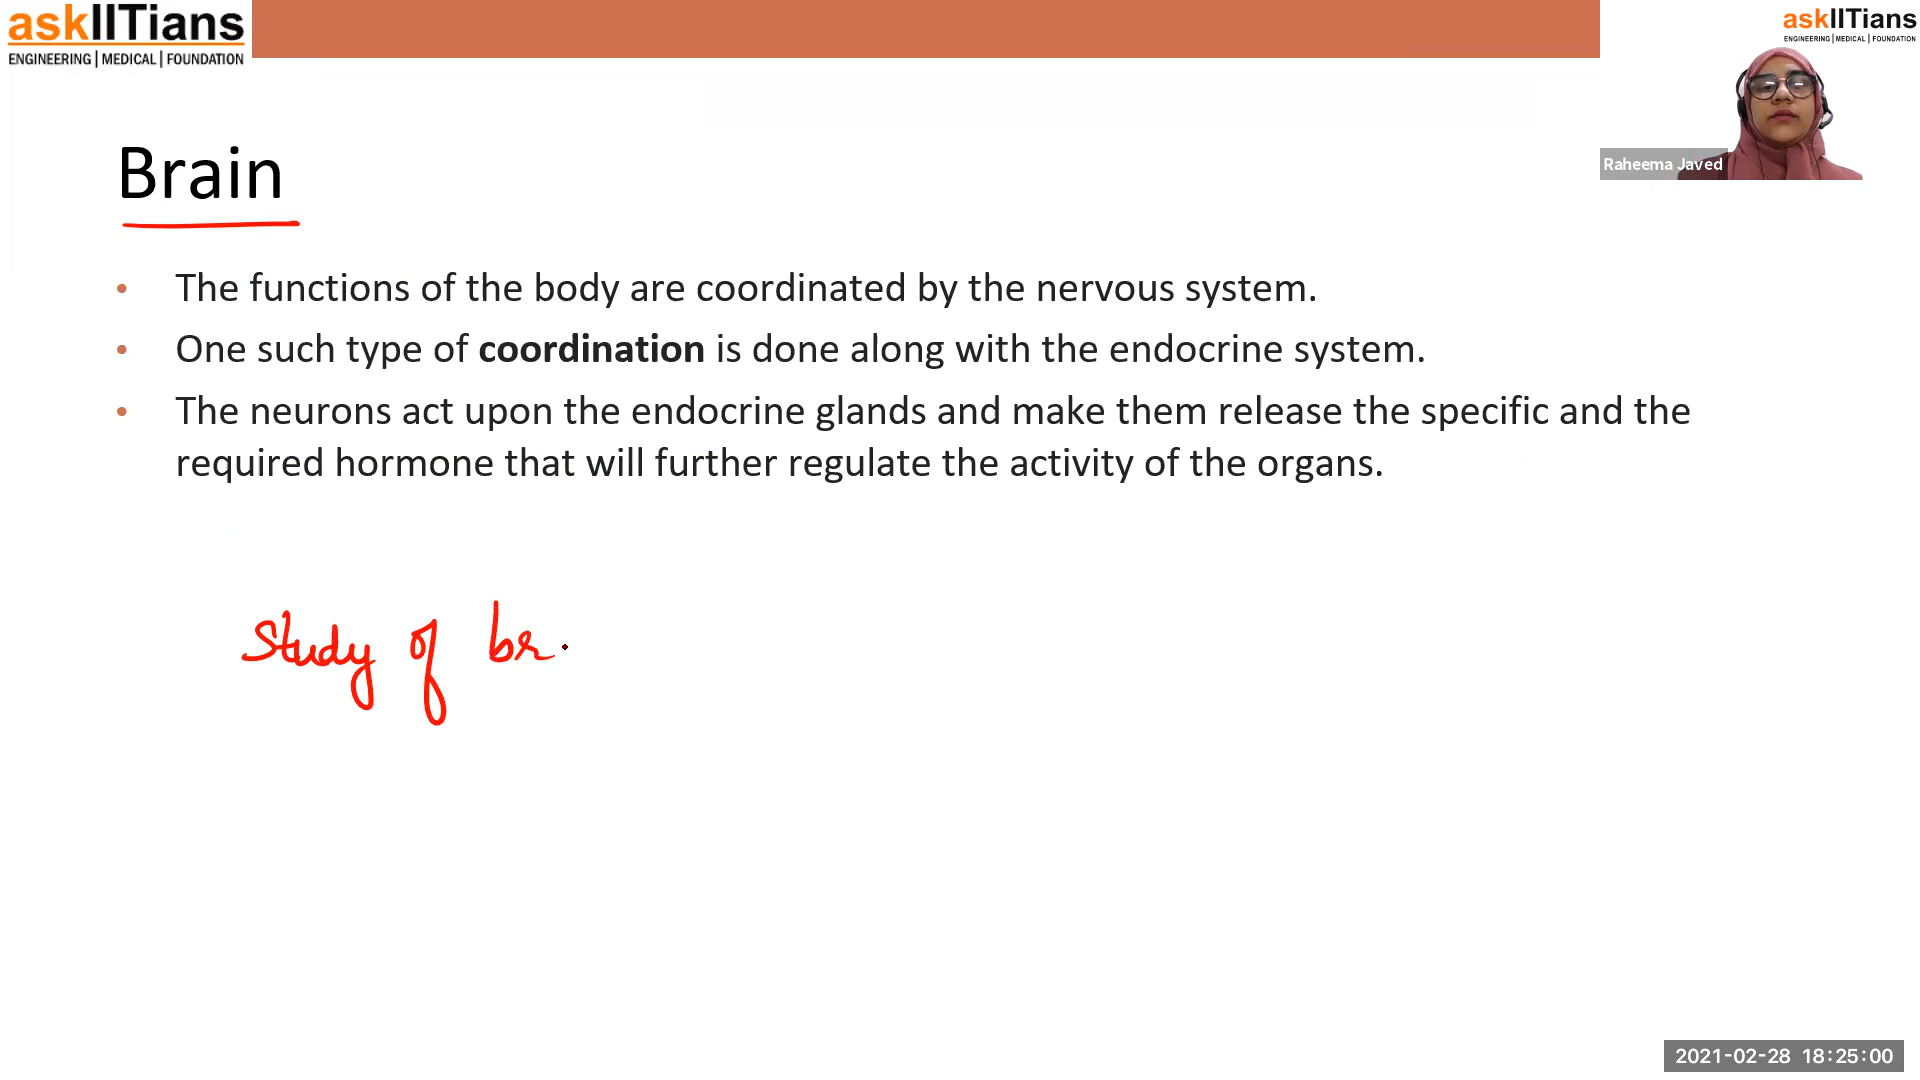 askIITians
ENGINEERING | MEDICAL | FOUNDATION
askIITians
ENGINEERING | MEDICAL | FOUNDATION
Raheema Javed
Brain
• The functions of the body are coordinated by the nervous system.
• One such type of coordination is done along with the endocrine system.
• The neurons act upon the endocrine glands and make them release the specific and the
required hormone that will further regulate the activity of the organs.
Study of br
2021-02-28 18:25:00